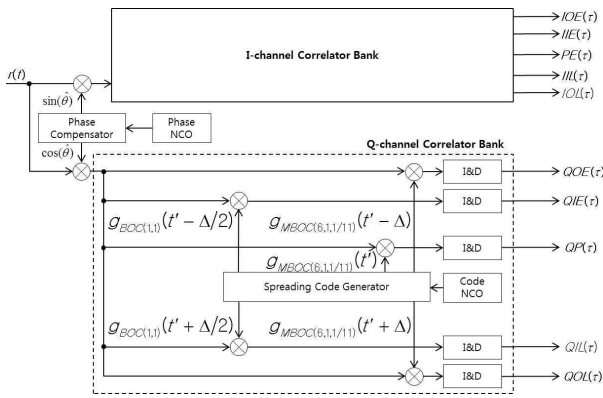 I-channel Correlator Bank
IOE(τ)
IIE(τ)
PE(τ)
IIL(τ)
IOL(τ)
r(t)
sin(θ̂)
Phase Compensator
Phase NCO
cos(θ̂)
Q-channel Correlator Bank
I&D
QOE(τ)
I&D
QIE(τ)
g_BOC(1,1)(t′ − Δ/2)
g_MBOC(6,1,1/11)(t′ − Δ)
I&D
QP(τ)
g_MBOC(6,1,1/11)(t′)
Spreading Code Generator
Code NCO
g_BOC(1,1)(t′ + Δ/2)
g_MBOC(6,1,1/11)(t′ + Δ)
I&D
QIL(τ)
I&D
QOL(τ)